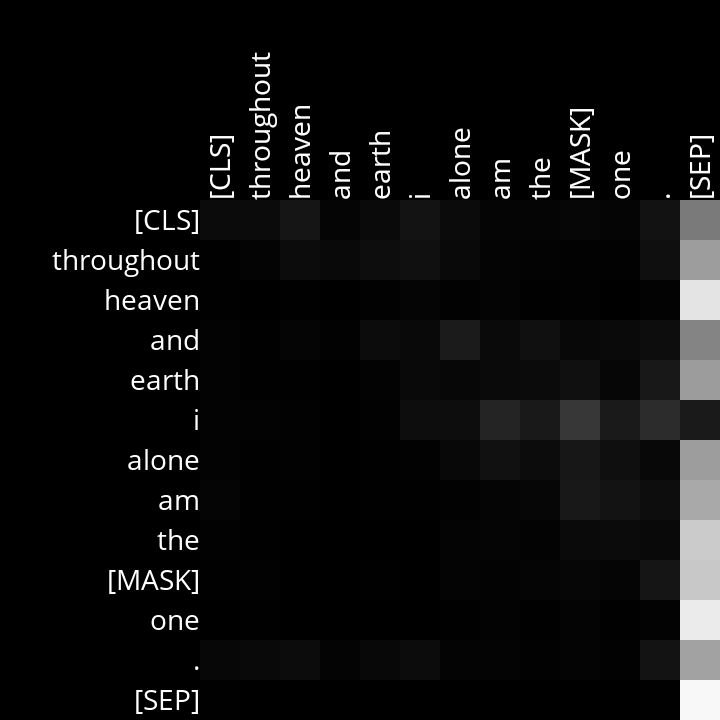 [CLS] throughout heaven and earth i alone am the [MASK] one . [SEP]
[CLS]
throughout
heaven
and
earth
i
alone
am
the
[MASK]
one
.
[SEP]